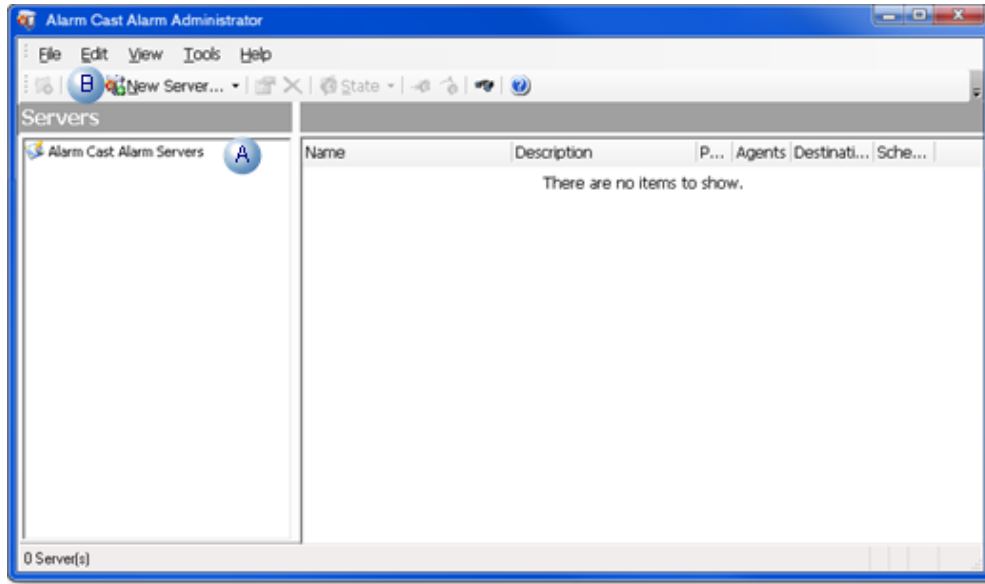 Alarm Cast Alarm Administrator
File Edit View Tools Help
B New Server... State
Servers
Alarm Cast Alarm Servers A
Name Description P... Agents Destinati... Sche...
There are no items to show.
0 Server(s)